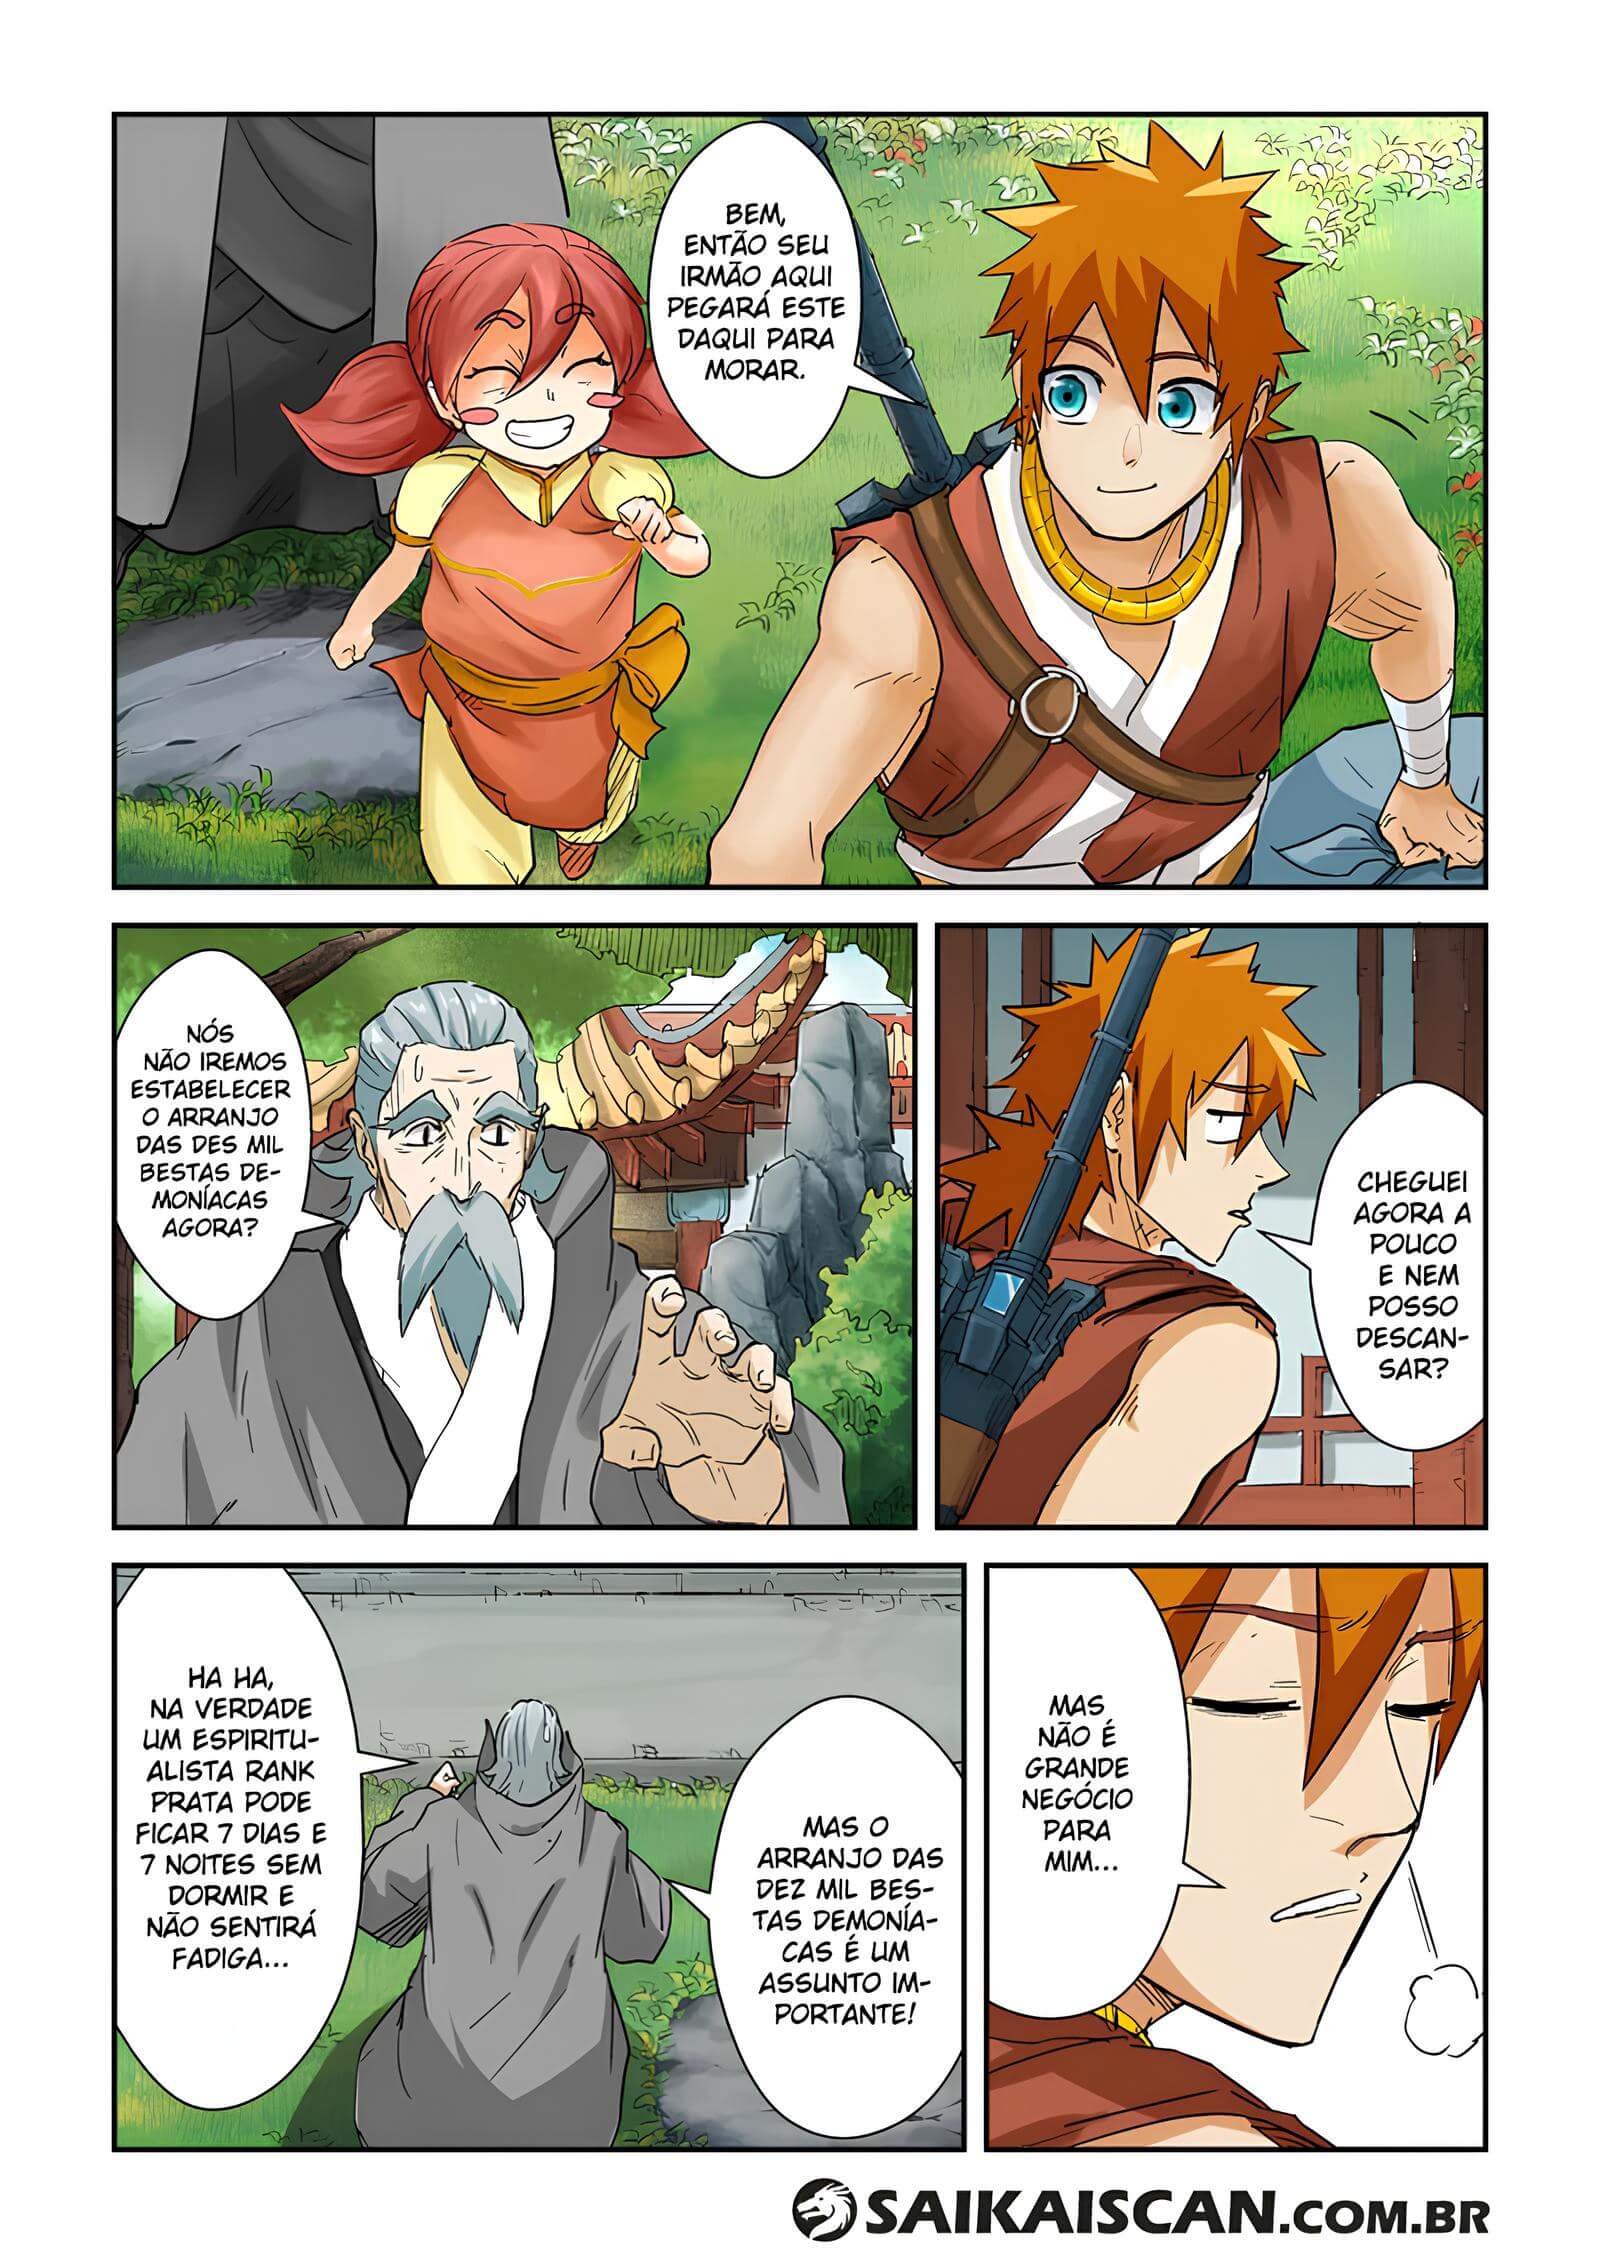 BEM,
ENTÃO SEU
IRMÃO AQUI
PEGARÁ ESTE
DAQUI PARA
MORAR.
NÓS
NÃO IREMOS
ESTABELECER
O ARRANJO
DAS DES MIL
BESTAS DE-
MONÍACAS
AGORA?
CHEGUEI
AGORA A
POUCO
E NEM
POSSO
DESCAN-
SAR?
HA HA,
NA VERDADE
UM ESPIRITU-
ALISTA RANK
PRATA PODE
FICAR 7 DIAS E
7 NOITES SEM
DORMIR E
NÃO SENTIRÁ
FADIGA...
MAS O
ARRANJO DAS
DEZ MIL BES-
TAS DEMONÍA-
CAS É UM
ASSUNTO IM-
PORTANTE!
MAS
NÃO É
GRANDE
NEGÓCIO
PARA
MIM...
SAIKAISCAN.COM.BR